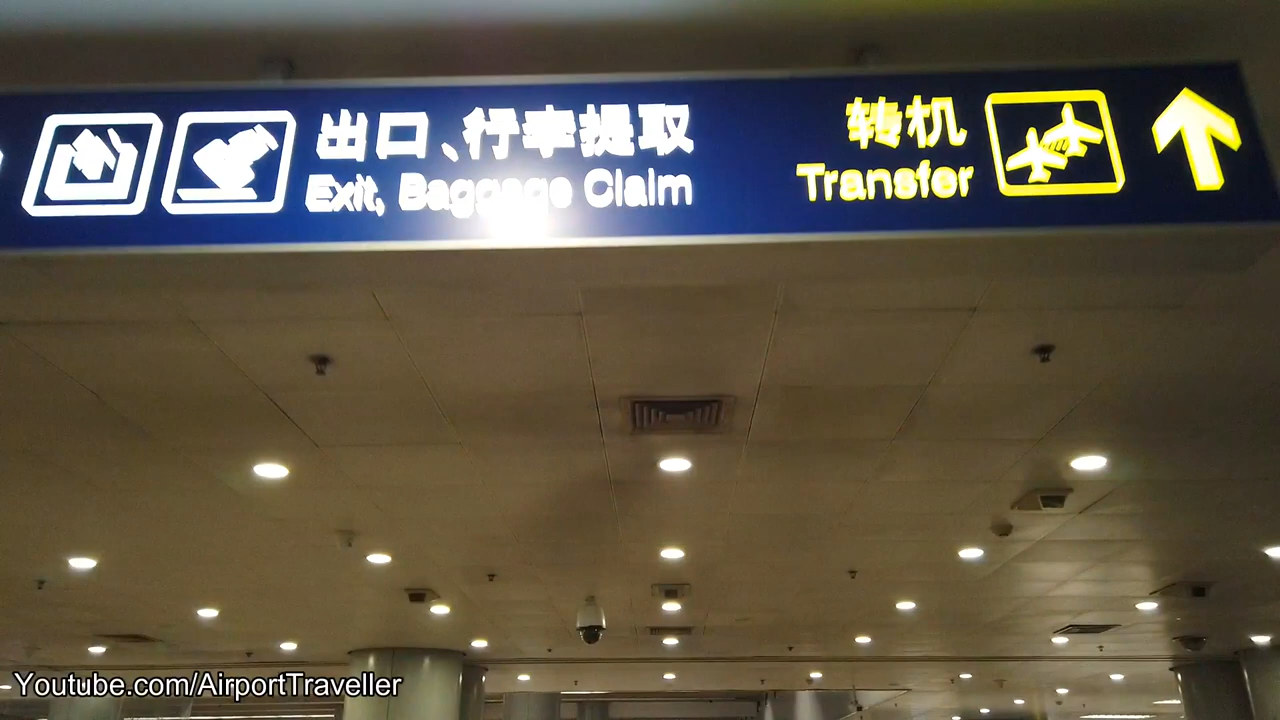 出口、行李提取
Exit, Baggage Claim
转机
Transfer
Youtube.com/AirportTraveller